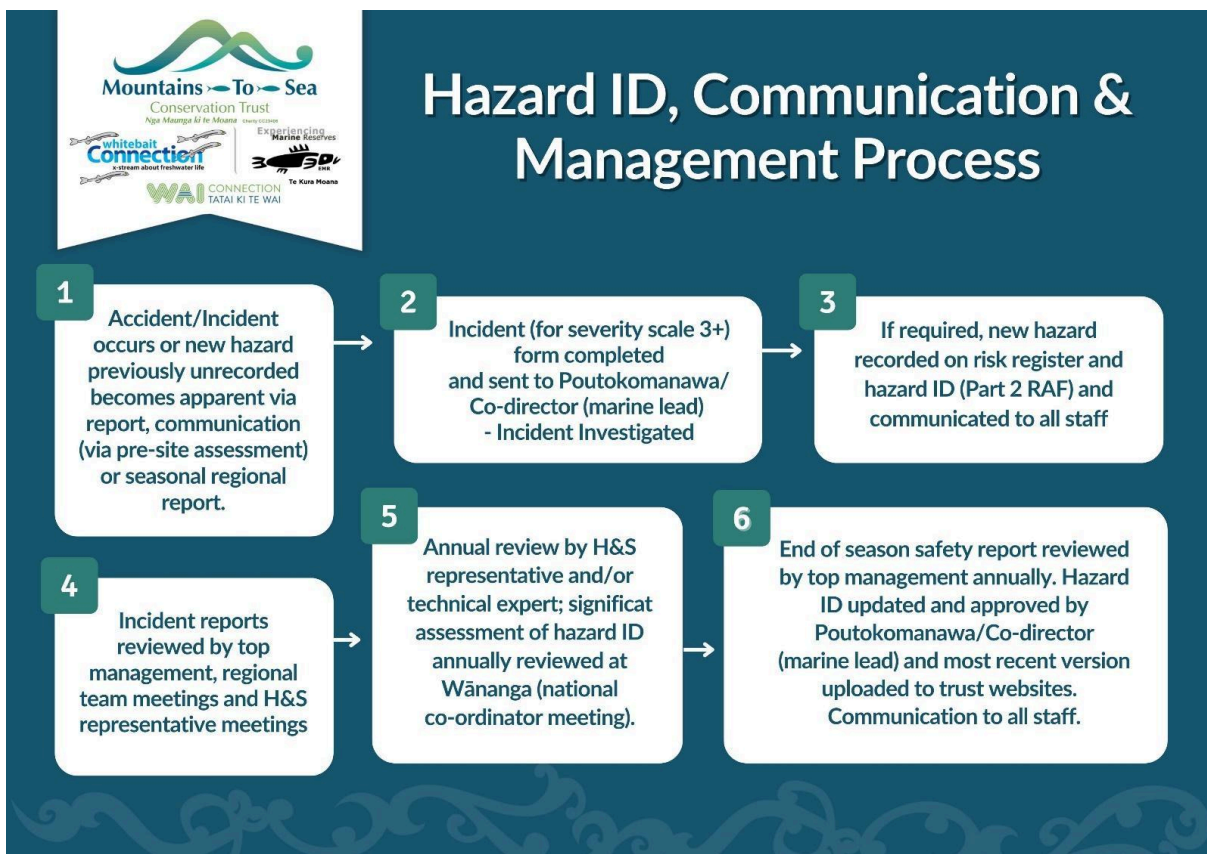 Mountains To Sea
Conservation Trust
Nga Maunga ki te Moana Charity CC23406
whitebait
Connection
x-stream about freshwater life
Experiencing
Marine Reserves
EMR
Te Kura Moana
WAI CONNECTION
TATAI KI TE WAI
Hazard ID, Communication &
Management Process
1
Accident/Incident
occurs or new hazard
previously unrecorded
becomes apparent via
report, communication
(via pre-site assessment)
or seasonal regional
report.
2
Incident (for severity scale 3+)
form completed
and sent to Poutokomanawa/
Co-director (marine lead)
- Incident Investigated
3
If required, new hazard
recorded on risk register and
hazard ID (Part 2 RAF) and
communicated to all staff
4
Incident reports
reviewed by top
management, regional
team meetings and H&S
representative meetings
5
Annual review by H&S
representative and/or
technical expert; significat
assessment of hazard ID
annually reviewed at
Wānanga (national
co-ordinator meeting).
6
End of season safety report reviewed
by top management annually. Hazard
ID updated and approved by
Poutokomanawa/Co-director
(marine lead) and most recent version
uploaded to trust websites.
Communication to all staff.